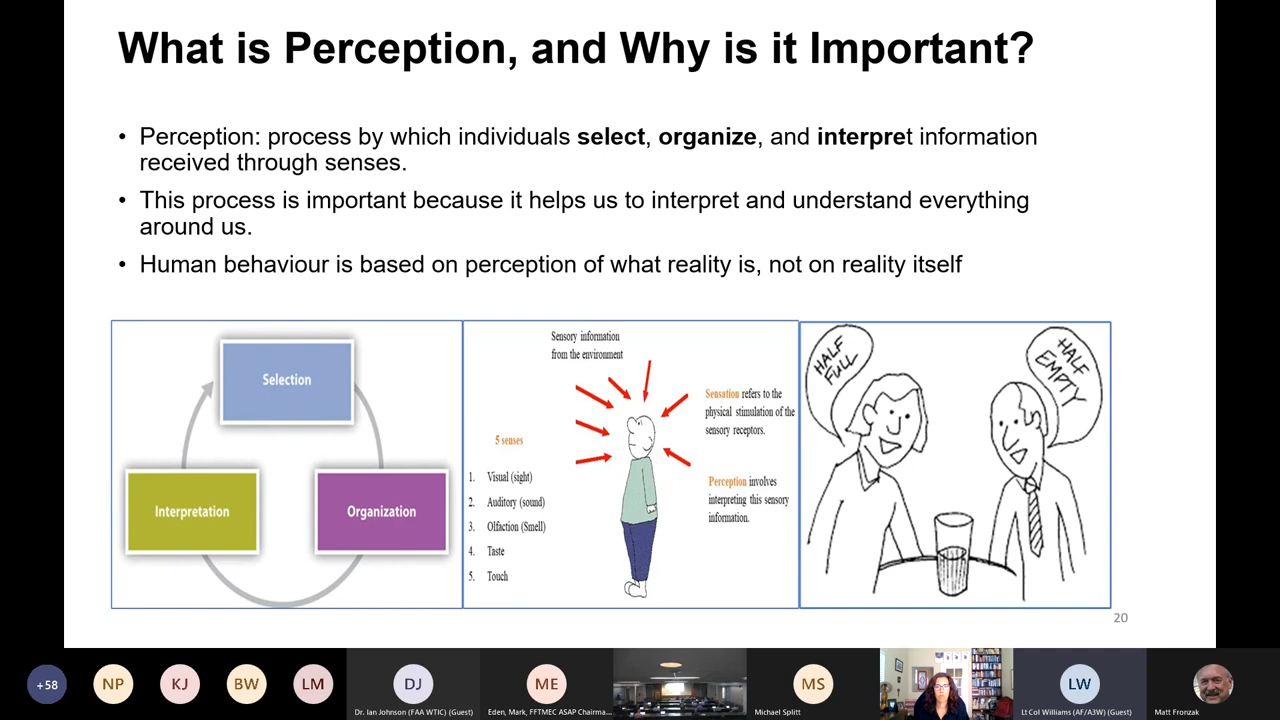 What is Perception, and Why is it Important?
• Perception: process by which individuals select, organize, and interpret information
received through senses.
• This process is important because it helps us to interpret and understand everything
around us.
• Human behaviour is based on perception of what reality is, not on reality itself
Selection
Interpretation
Organization
Sensory information
from the environment
5 senses
1. Visual (sight)
2. Auditory (sound)
3. Olfaction (Smell)
4. Taste
5. Touch
Sensation refers to the
physical stimulation of the
sensory receptors.
Perception involves
interpreting this sensory
information.
HALF
FULL
HALF
EMPTY
20
+58
NP
KJ
BW
LM
DJ
Dr. Ian Johnson (FAA WTIC) (Guest)
ME
Eden, Mark, FFTMEC ASAP Chairma...
MS
Michael Splitt
LW
Lt Col Williams (AF/A3W) (Guest)
Matt Fronzak